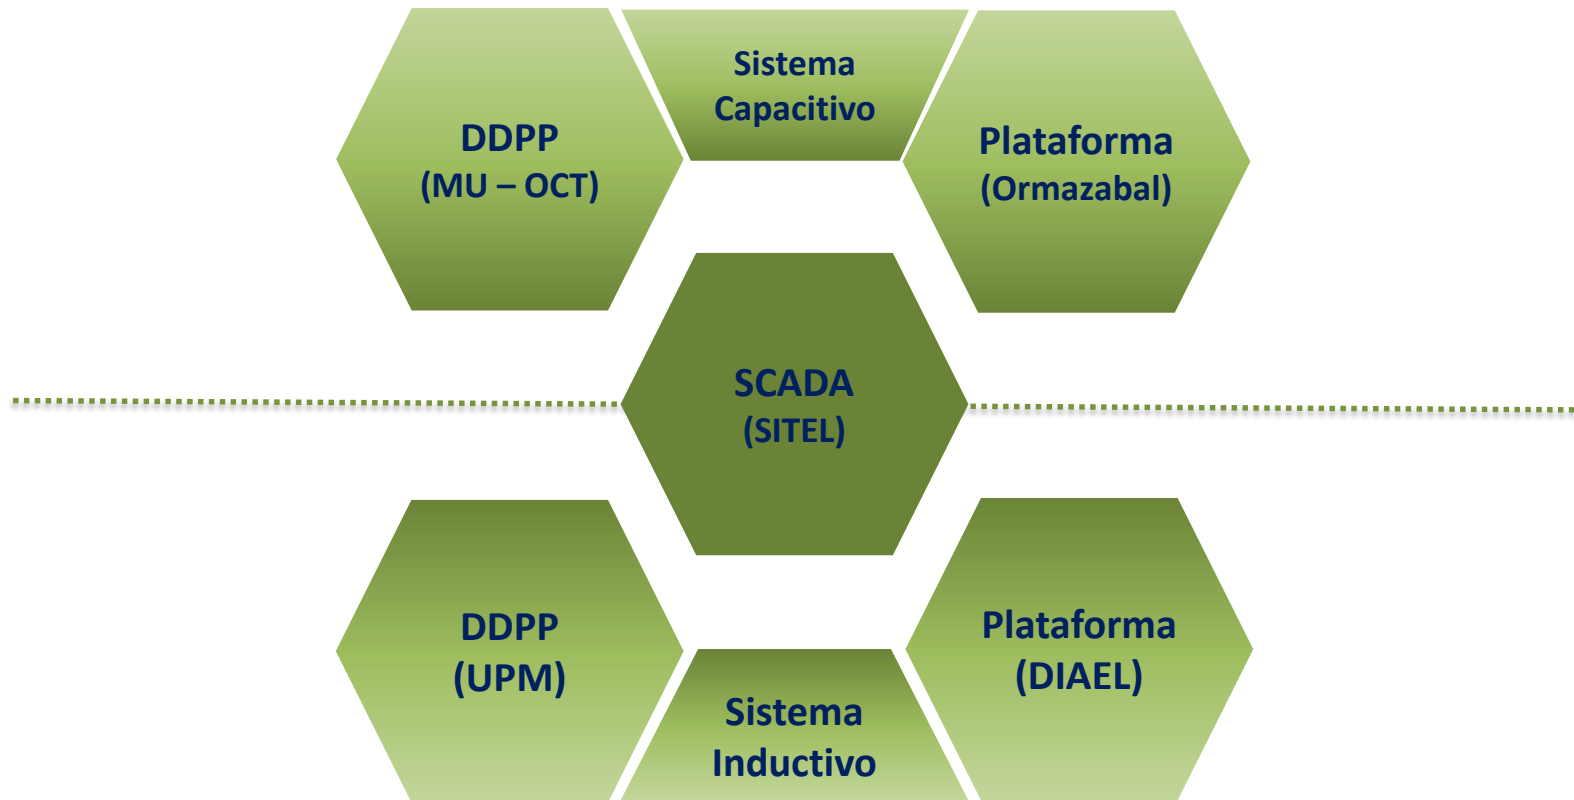 Sistema
Capacitivo
DDPP
(MU – OCT)
Plataforma
(Ormazabal)
SCADA
(SITEL)
DDPP
(UPM)
Plataforma
(DIAEL)
Sistema
Inductivo